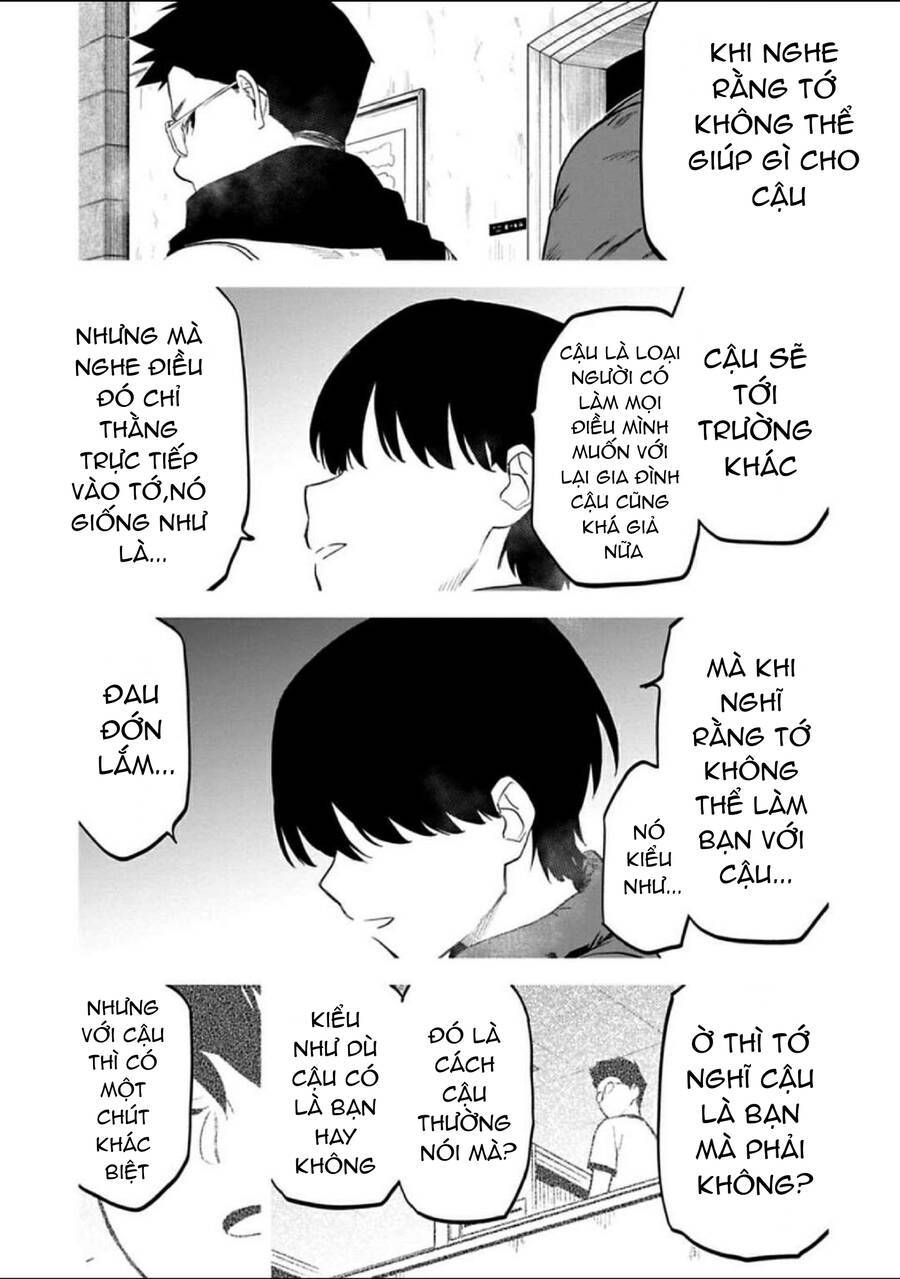 KHI NGHE
RẰNG TỚ
KHÔNG THỂ
GIÚP GÌ CHO
CẬU
CẬU SẼ
TỚI
TRƯỜNG
KHÁC
CẬU LÀ LOẠI
NGƯỜI CÓ
LÀM MỌI
ĐIỀU MÌNH
MUỐN VỚI
LẠI GIA ĐÌNH
CẬU CŨNG
KHÁ GIẢ
NỮA
NHƯNG MÀ
NGHE ĐIỀU
ĐÓ CHỈ
THẲNG
TRỰC TIẾP
VÀO TỚ,NÓ
GIỐNG NHƯ
LÀ...
MÀ KHI
NGHĨ
RẰNG TỚ
KHÔNG
THỂ LÀM
BẠN VỚI
CẬU...
NÓ
KIỂU
NHƯ...
ĐAU
ĐỚN
LẮM...
Ờ THÌ TỚ
NGHĨ CẬU
LÀ BẠN
MÀ PHẢI
KHÔNG?
ĐÓ LÀ
CÁCH
CẬU
THƯỜNG
NÓI MÀ?
KIỂU
NHƯ DÙ
CẬU CÓ
LÀ BẠN
HAY
KHÔNG
NHƯNG
VỚI CẬU
THÌ CÓ
MỘT
CHÚT
KHÁC
BIỆT